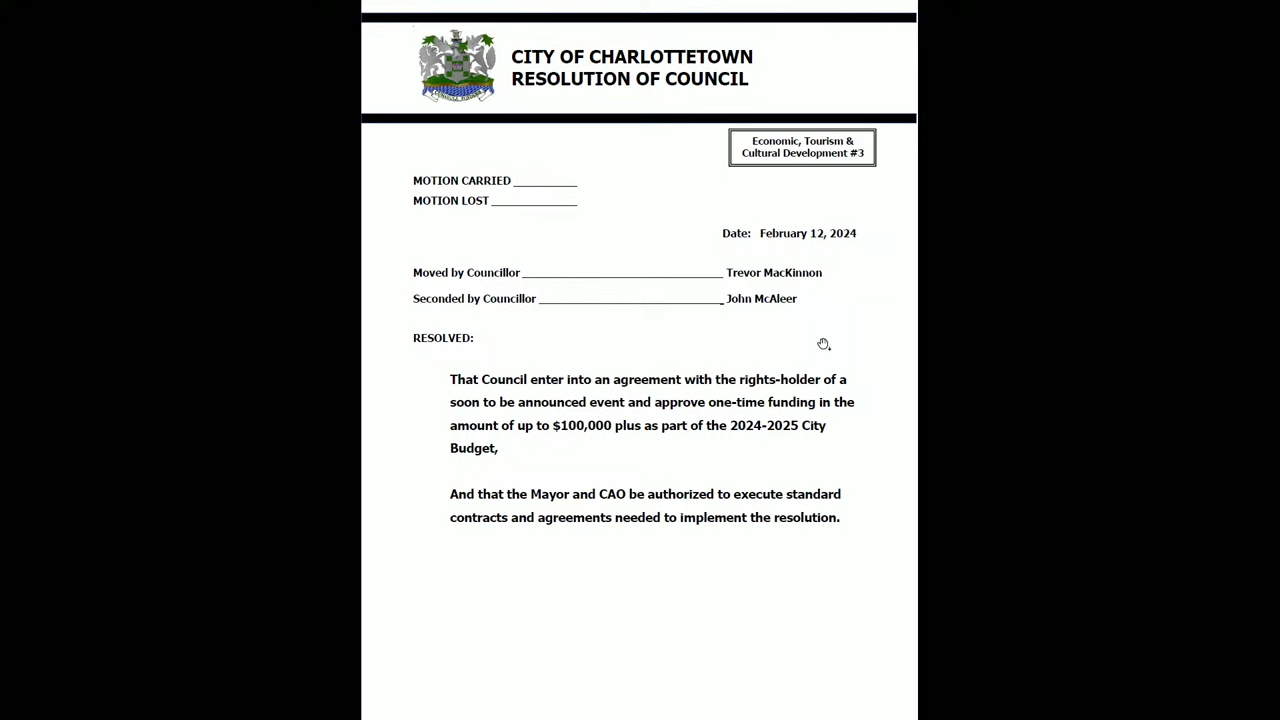 CITY OF CHARLOTTETOWN
RESOLUTION OF COUNCIL
Economic, Tourism &
Cultural Development #3
MOTION CARRIED __________
MOTION LOST ______________
Date: February 12, 2024
Moved by Councillor ________________________________ Trevor MacKinnon
Seconded by Councillor ______________________________ John McAleer
RESOLVED:
That Council enter into an agreement with the rights-holder of a
soon to be announced event and approve one-time funding in the
amount of up to $100,000 plus as part of the 2024-2025 City
Budget,
And that the Mayor and CAO be authorized to execute standard
contracts and agreements needed to implement the resolution.